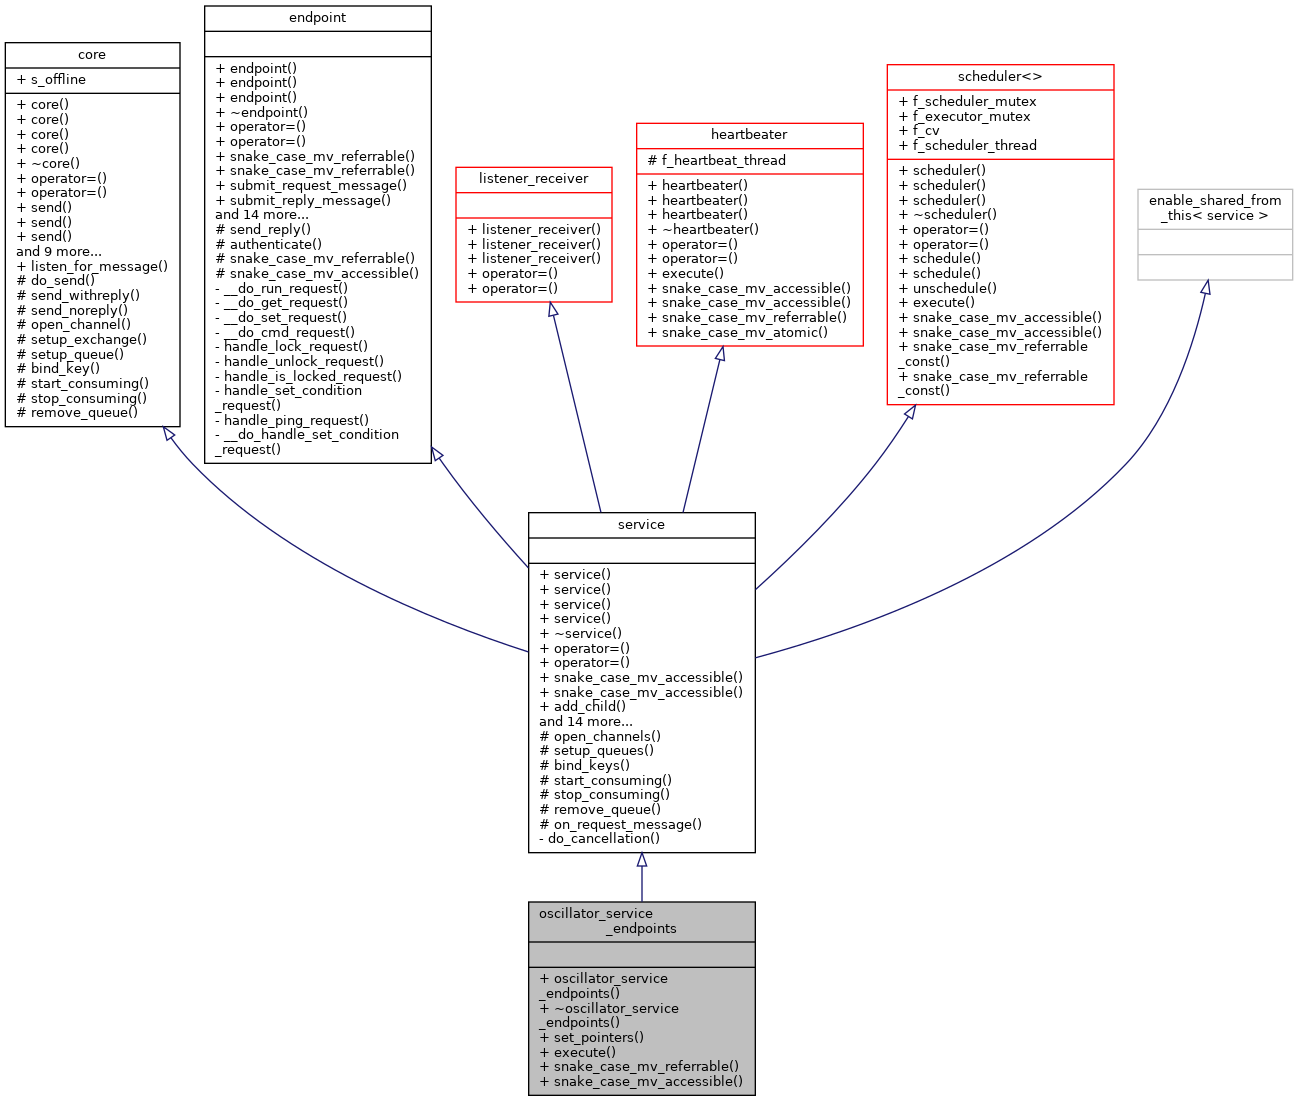 core
+ s_offline
+ core()
+ core()
+ core()
+ core()
+ ~core()
+ operator=()
+ operator=()
+ send()
+ send()
+ send()
and 9 more...
+ listen_for_message()
# do_send()
# send_withreply()
# send_noreply()
# open_channel()
# setup_exchange()
# setup_queue()
# bind_key()
# start_consuming()
# stop_consuming()
# remove_queue()
endpoint
+ endpoint()
+ endpoint()
+ endpoint()
+ ~endpoint()
+ operator=()
+ operator=()
+ snake_case_mv_referrable()
+ snake_case_mv_referrable()
+ submit_request_message()
+ submit_reply_message()
and 14 more...
# send_reply()
# authenticate()
# snake_case_mv_referrable()
# snake_case_mv_accessible()
- __do_run_request()
- __do_get_request()
- __do_set_request()
- __do_cmd_request()
- handle_lock_request()
- handle_unlock_request()
- handle_is_locked_request()
- handle_set_condition
_request()
- handle_ping_request()
- __do_handle_set_condition
_request()
listener_receiver
+ listener_receiver()
+ listener_receiver()
+ listener_receiver()
+ operator=()
+ operator=()
heartbeater
# f_heartbeat_thread
+ heartbeater()
+ heartbeater()
+ heartbeater()
+ ~heartbeater()
+ operator=()
+ operator=()
+ execute()
+ snake_case_mv_accessible()
+ snake_case_mv_accessible()
+ snake_case_mv_referrable()
+ snake_case_mv_atomic()
scheduler<>
+ f_scheduler_mutex
+ f_executor_mutex
+ f_cv
+ f_scheduler_thread
+ scheduler()
+ scheduler()
+ scheduler()
+ ~scheduler()
+ operator=()
+ operator=()
+ schedule()
+ schedule()
+ unschedule()
+ execute()
+ snake_case_mv_accessible()
+ snake_case_mv_accessible()
+ snake_case_mv_referrable
_const()
+ snake_case_mv_referrable
_const()
enable_shared_from
_this< service >
service
+ service()
+ service()
+ service()
+ service()
+ ~service()
+ operator=()
+ operator=()
+ snake_case_mv_accessible()
+ snake_case_mv_accessible()
+ add_child()
and 14 more...
# open_channels()
# setup_queues()
# bind_keys()
# start_consuming()
# stop_consuming()
# remove_queue()
# on_request_message()
- do_cancellation()
oscillator_service
_endpoints
+ oscillator_service
_endpoints()
+ ~oscillator_service
_endpoints()
+ set_pointers()
+ execute()
+ snake_case_mv_referrable()
+ snake_case_mv_accessible()